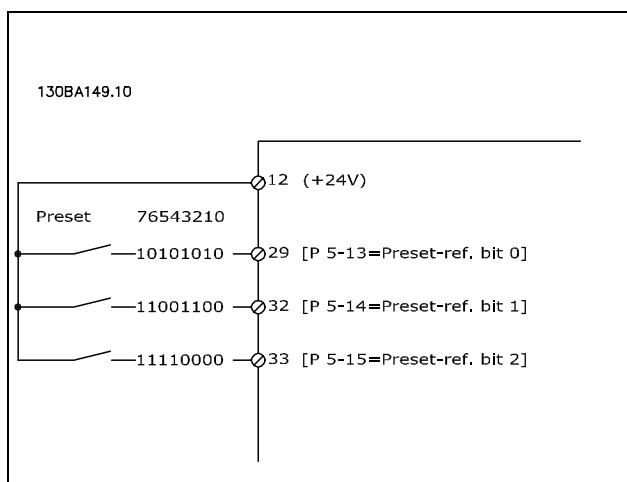 130BA149.10
12 (+24V)
Preset 76543210
10101010 29 [P 5-13=Preset-ref. bit 0]
11001100 32 [P 5-14=Preset-ref. bit 1]
11110000 33 [P 5-15=Preset-ref. bit 2]